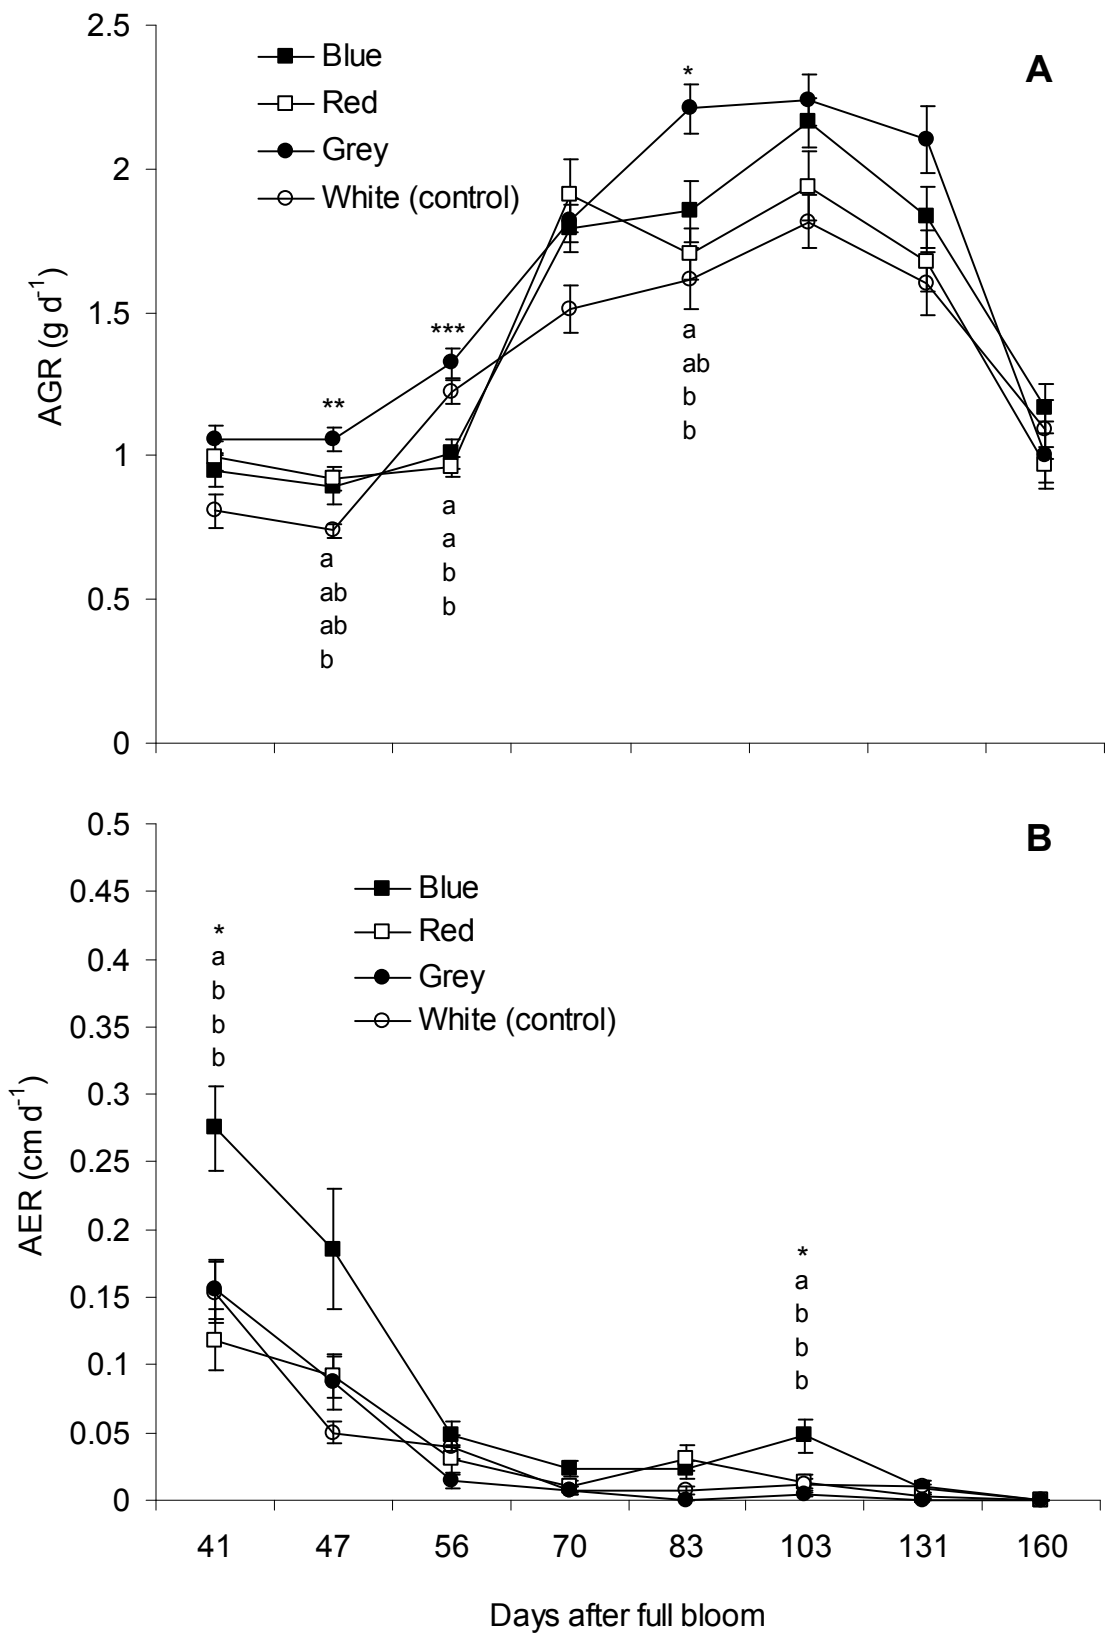 2.5
A
Blue
Red
Grey
White (control)
*
2
***
**
1.5
a
ab
b
b
1
a
a
b
b
a
ab
ab
b
0.5
0
AGR (g d-1)
0.5
B
0.45
Blue
Red
Grey
White (control)
*
a
b
b
b
0.4
0.35
0.3
0.25
0.2
*
a
b
b
b
0.15
0.1
0.05
0
AER (cm d-1)
41 47 56 70 83 103 131 160
Days after full bloom